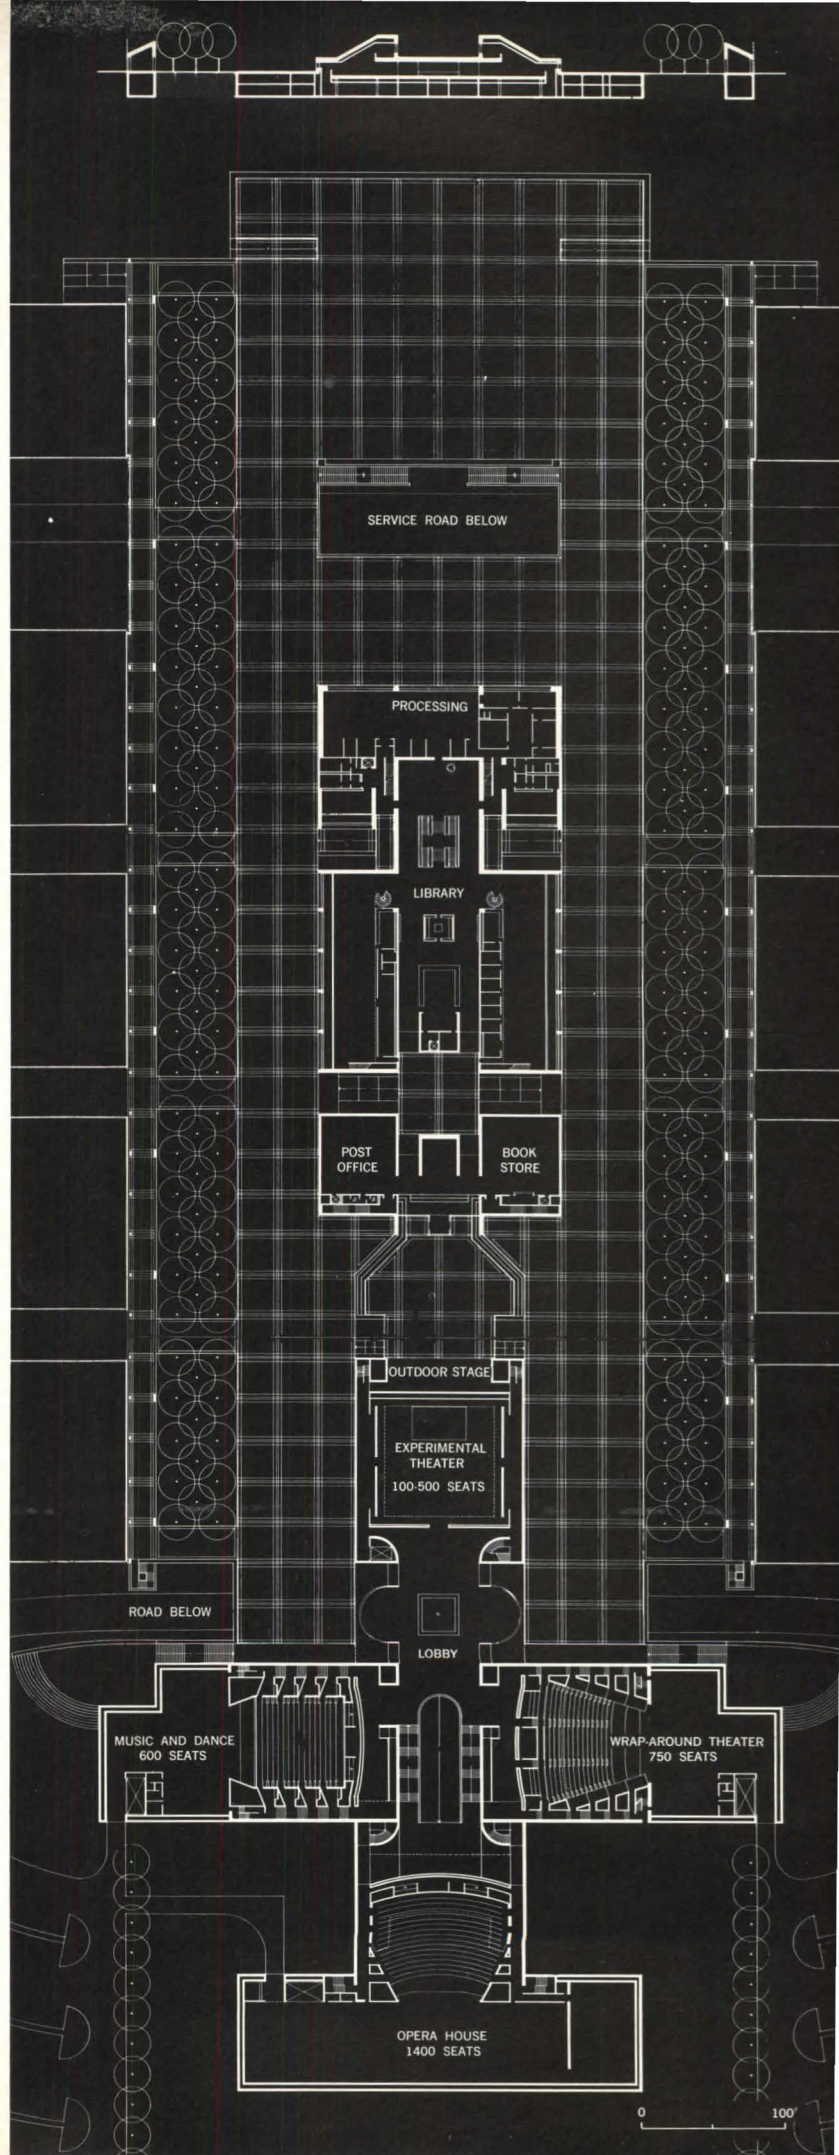 SERVICE ROAD BELOW
PROCESSING
LIBRARY
POST
OFFICE
BOOK
STORE
OUTDOOR STAGE
EXPERIMENTAL
THEATER
100-500 SEATS
ROAD BELOW
LOBBY
MUSIC AND DANCE
600 SEATS
WRAP-AROUND THEATER
750 SEATS
OPERA HOUSE
1400 SEATS
0 100'